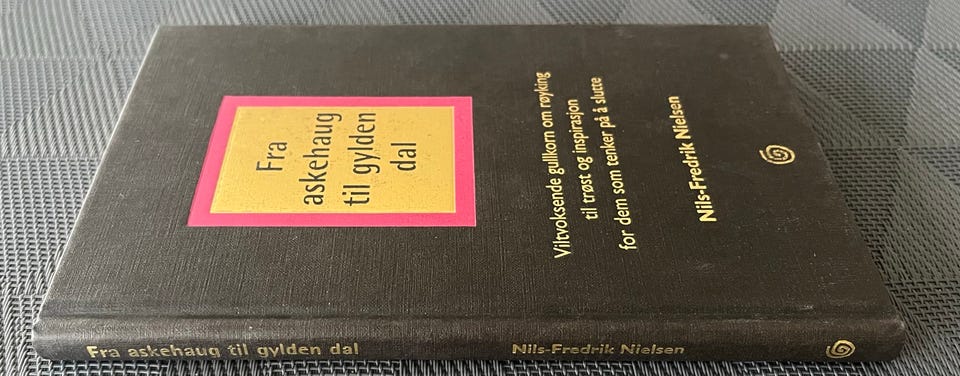 Fra
askehaug
til gylden
dal
Viltvoksende gullkorn om røyking
til trøst og inspirasjon
for dem som tenker på å slutte
Nils-Fredrik Nielsen
Fra askehaug til gylden dal
Nils-Fredrik Nielsen